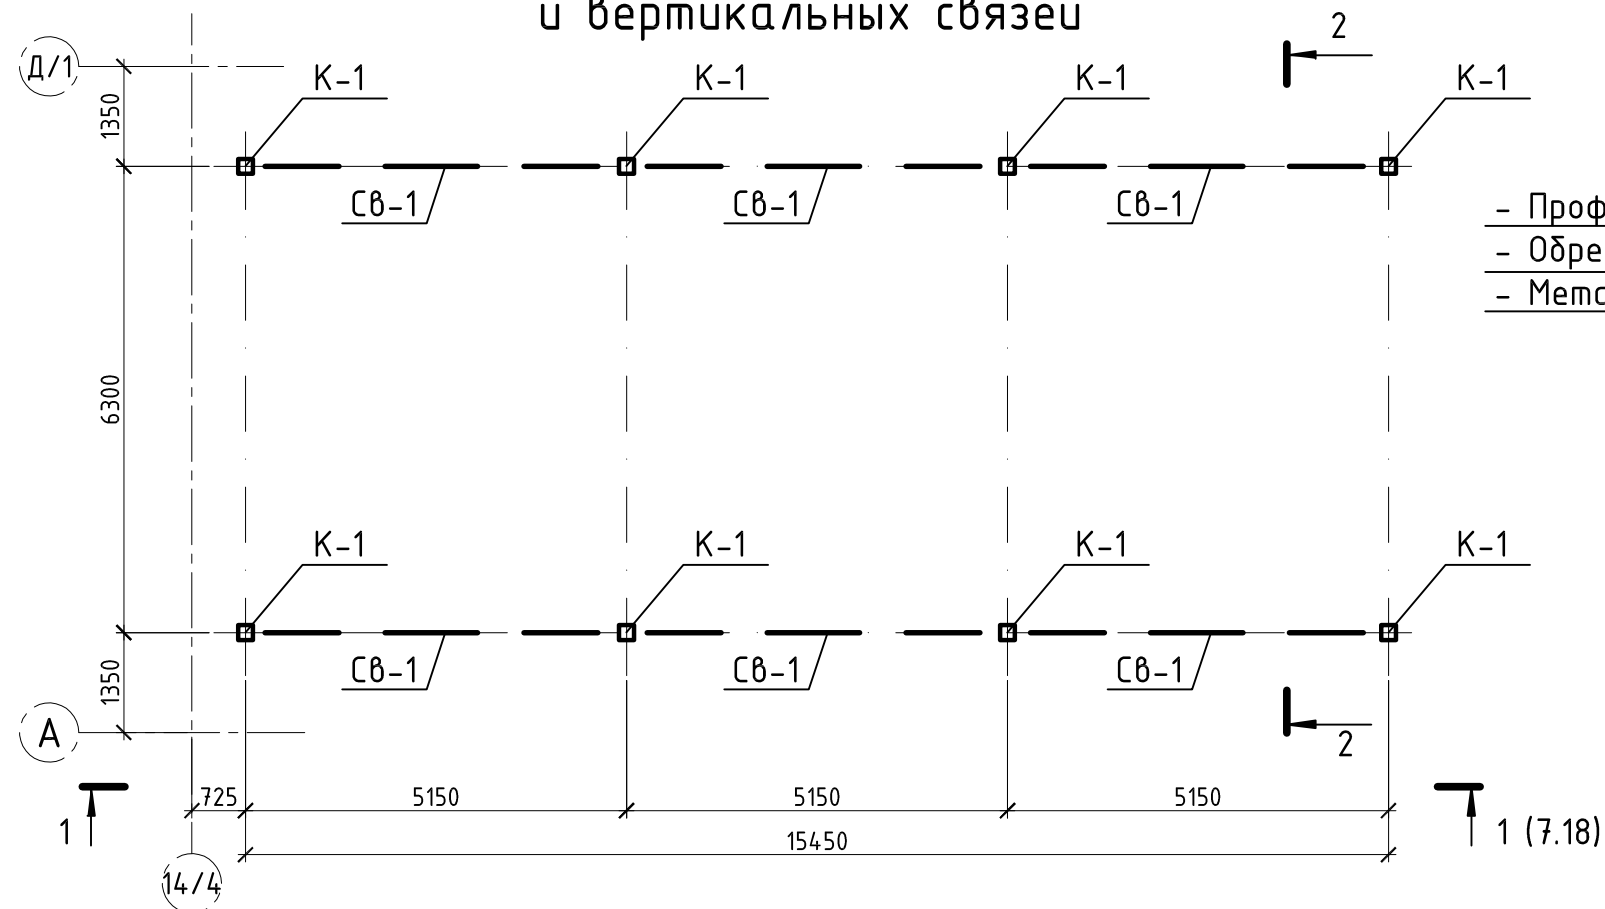 и вертикальных связей
2
Д/1
К-1 К-1 К-1 К-1
1350
Св-1 Св-1 Св-1
- Проф
- Обре
- Мета
6300
К-1 К-1 К-1 К-1
1350
Св-1 Св-1 Св-1
А
2
725 5150 5150 5150
1 15450 1 (7.18)
14/4